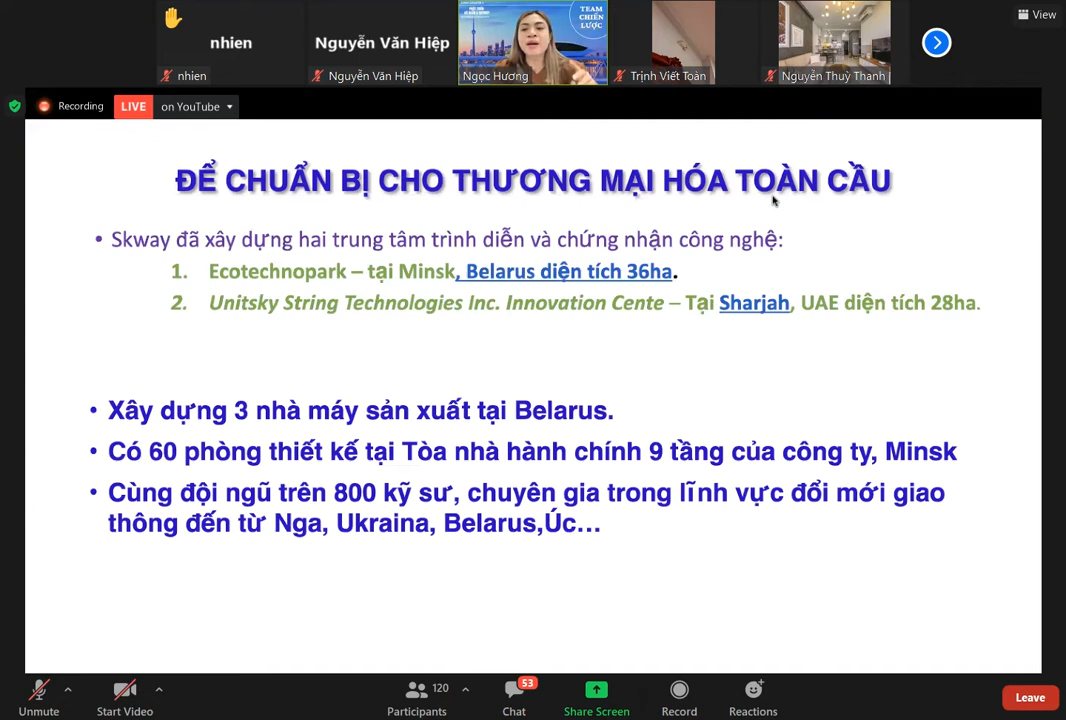 View
nhien
Nguyễn Văn Hiệp
TEAM
CHIẾN
LƯỢC
nhien
Nguyễn Văn Hiệp
Ngọc Hương
Trịnh Viết Toàn
Nguyễn Thuỳ Thanh
Recording
LIVE
on YouTube
ĐỂ CHUẨN BỊ CHO THƯƠNG MẠI HÓA TOÀN CẦU
• Skway đã xây dựng hai trung tâm trình diễn và chứng nhận công nghệ:
1. Ecotechnopark – tại Minsk, Belarus diện tích 36ha.
2. Unitsky String Technologies Inc. Innovation Cente – Tại Sharjah, UAE diện tích 28ha.
• Xây dựng 3 nhà máy sản xuất tại Belarus.
• Có 60 phòng thiết kế tại Tòa nhà hành chính 9 tầng của công ty, Minsk
• Cùng đội ngũ trên 800 kỹ sư, chuyên gia trong lĩnh vực đổi mới giao
thông đến từ Nga, Ukraina, Belarus,Úc...
Unmute
Start Video
120
Participants
53
Chat
Share Screen
Record
Reactions
Leave